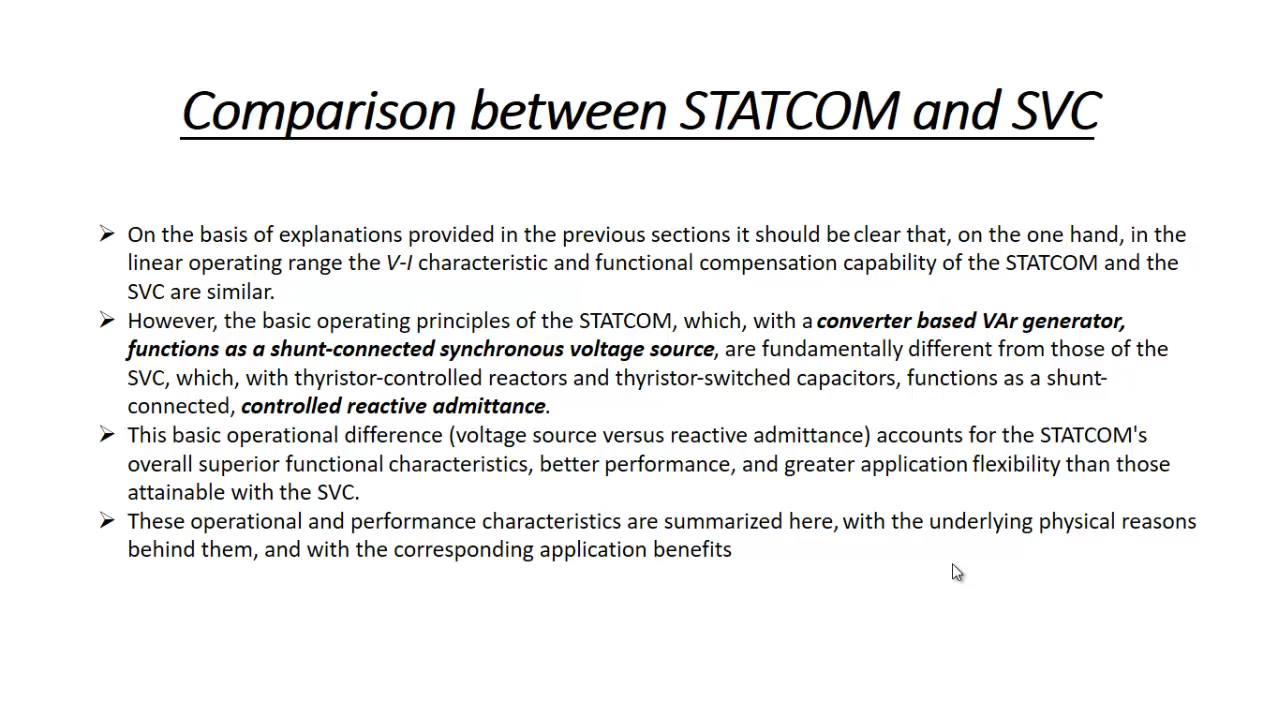 Comparison between STATCOM and SVC
➢ On the basis of explanations provided in the previous sections it should be clear that, on the one hand, in the
linear operating range the V-I characteristic and functional compensation capability of the STATCOM and the
SVC are similar.
➢ However, the basic operating principles of the STATCOM, which, with a converter based VAr generator,
functions as a shunt-connected synchronous voltage source, are fundamentally different from those of the
SVC, which, with thyristor-controlled reactors and thyristor-switched capacitors, functions as a shunt-
connected, controlled reactive admittance.
➢ This basic operational difference (voltage source versus reactive admittance) accounts for the STATCOM's
overall superior functional characteristics, better performance, and greater application flexibility than those
attainable with the SVC.
➢ These operational and performance characteristics are summarized here, with the underlying physical reasons
behind them, and with the corresponding application benefits